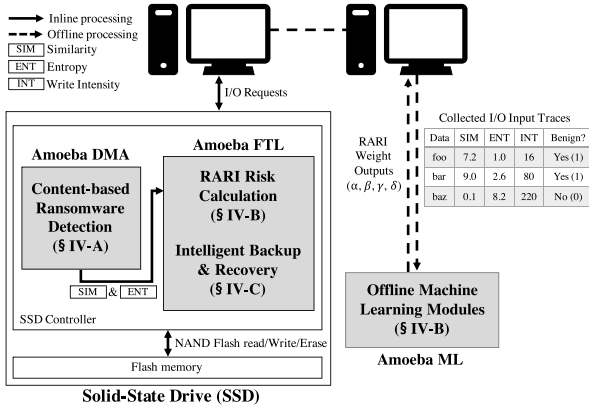 Inline processing
Offline processing
SIM Similarity
ENT Entropy
INT Write Intensity
I/O Requests
Amoeba DMA
Content-based
Ransomware
Detection
(§ IV-A)
Amoeba FTL
RARI Risk
Calculation
(§ IV-B)
Intelligent Backup
& Recovery
(§ IV-C)
SIM & ENT
SSD Controller
NAND Flash read/Write/Erase
Flash memory
Solid-State Drive (SSD)
RARI
Weight
Outputs
(α, β, γ, δ)
Collected I/O Input Traces
Data SIM ENT INT Benign?
foo 7.2 1.0 16 Yes (1)
bar 9.0 2.6 80 Yes (1)
baz 0.1 8.2 220 No (0)
Offline Machine
Learning Modules
(§ IV-B)
Amoeba ML